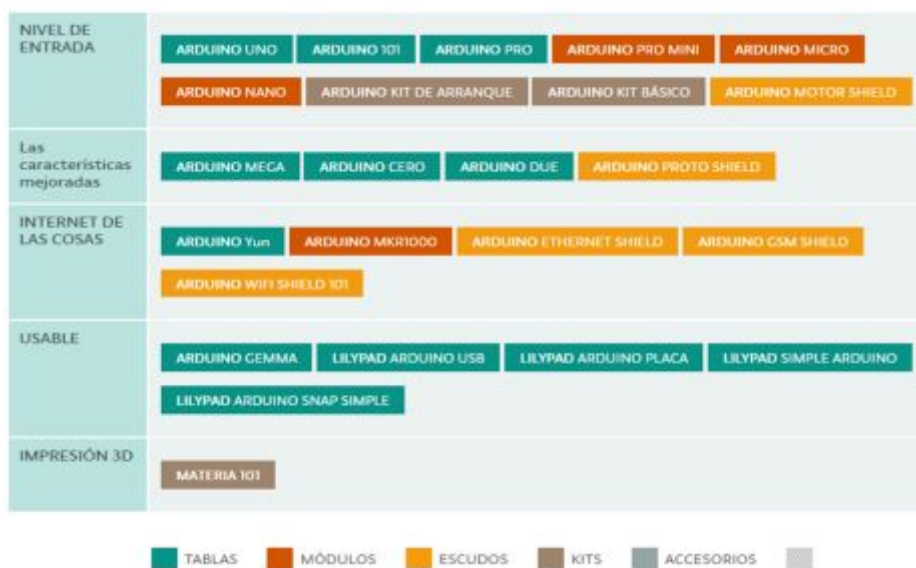 NIVEL DE
ENTRADA
ARDUINO UNO ARDUINO 101 ARDUINO PRO ARDUINO PRO MINI ARDUINO MICRO
ARDUINO NANO ARDUINO KIT DE ARRANQUE ARDUINO KIT BÁSICO ARDUINO MOTOR SHIELD
Las
características
mejoradas
ARDUINO MEGA ARDUINO CERO ARDUINO DUE ARDUINO PROTO SHIELD
INTERNET DE
LAS COSAS
ARDUINO Yun ARDUINO MKR1000 ARDUINO ETHERNET SHIELD ARDUINO GSM SHIELD
ARDUINO WIFI SHIELD 101
USABLE
ARDUINO GEMMA LILYPAD ARDUINO USB LILYPAD ARDUINO PLACA LILYPAD SIMPLE ARDUINO
LILYPAD ARDUINO SNAP SIMPLE
IMPRESIÓN 3D
MATERIA 101
TABLAS MÓDULOS ESCUDOS KITS ACCESORIOS